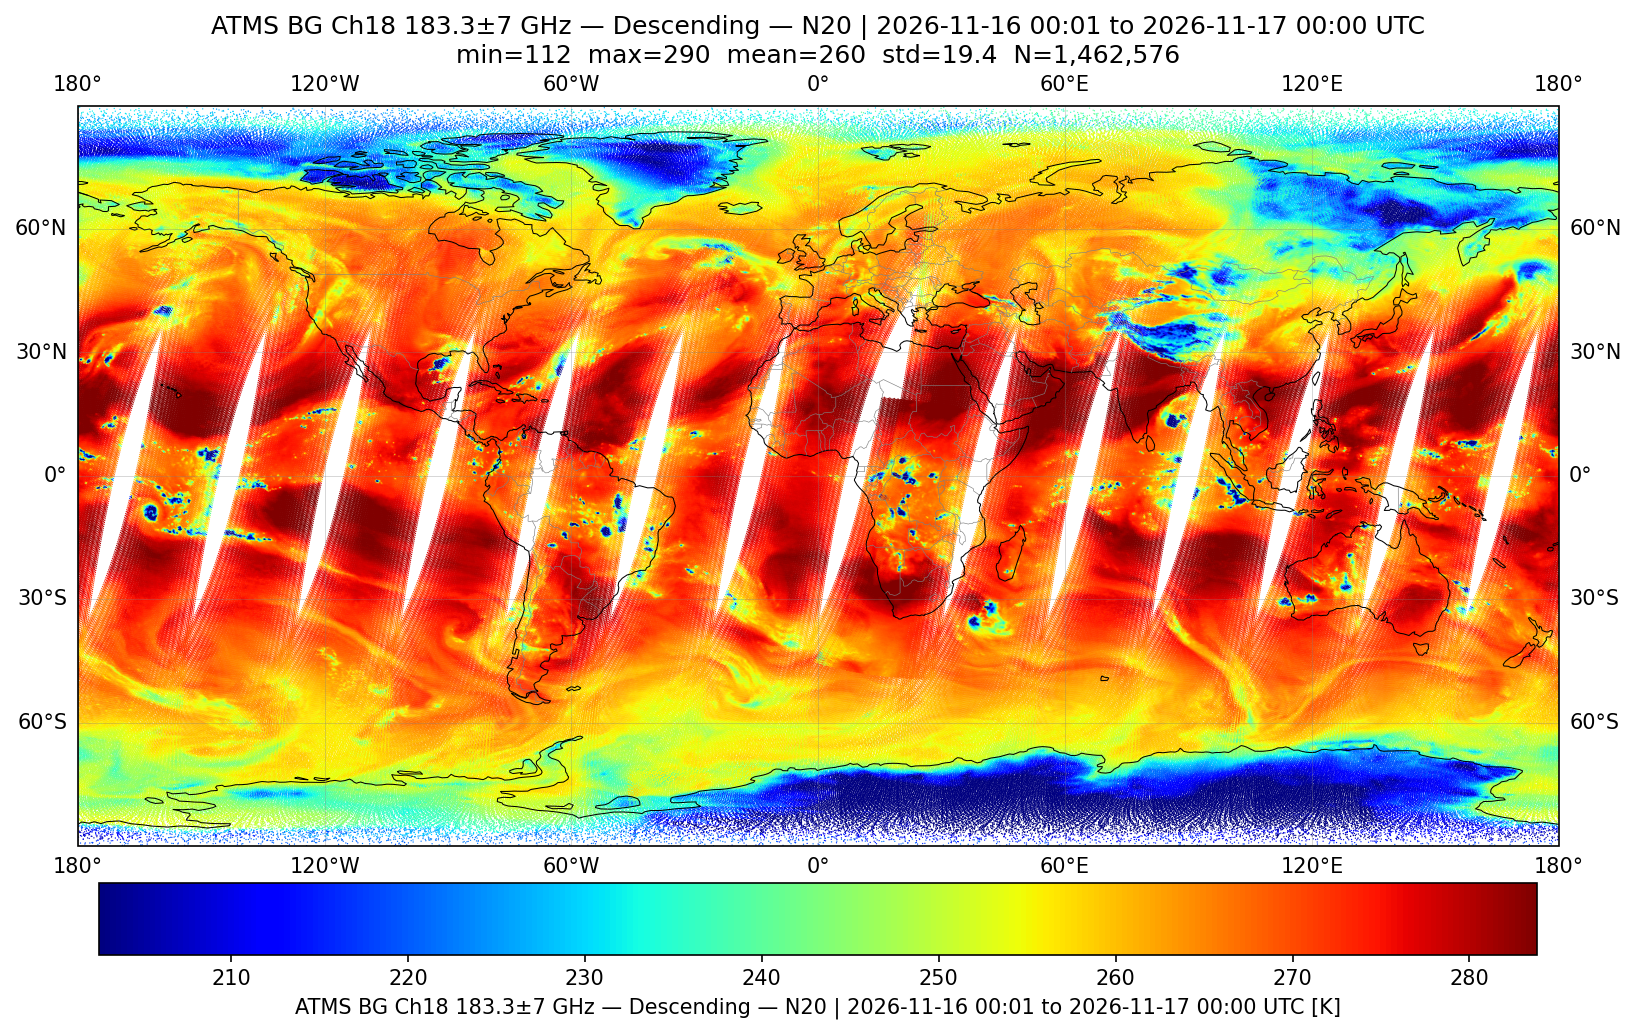 ATMS BG Ch18 183.3±7 GHz — Descending — N20 | 2026-11-16 00:01 to 2026-11-17 00:00 UTC
min=112  max=290  mean=260  std=19.4  N=1,462,576
180° 120°W 60°W 0° 60°E 120°E 180°
60°N 60°N
30°N 30°N
0° 0°
30°S 30°S
60°S 60°S
180° 120°W 60°W 0° 60°E 120°E 180°
210 220 230 240 250 260 270 280
ATMS BG Ch18 183.3±7 GHz — Descending — N20 | 2026-11-16 00:01 to 2026-11-17 00:00 UTC [K]